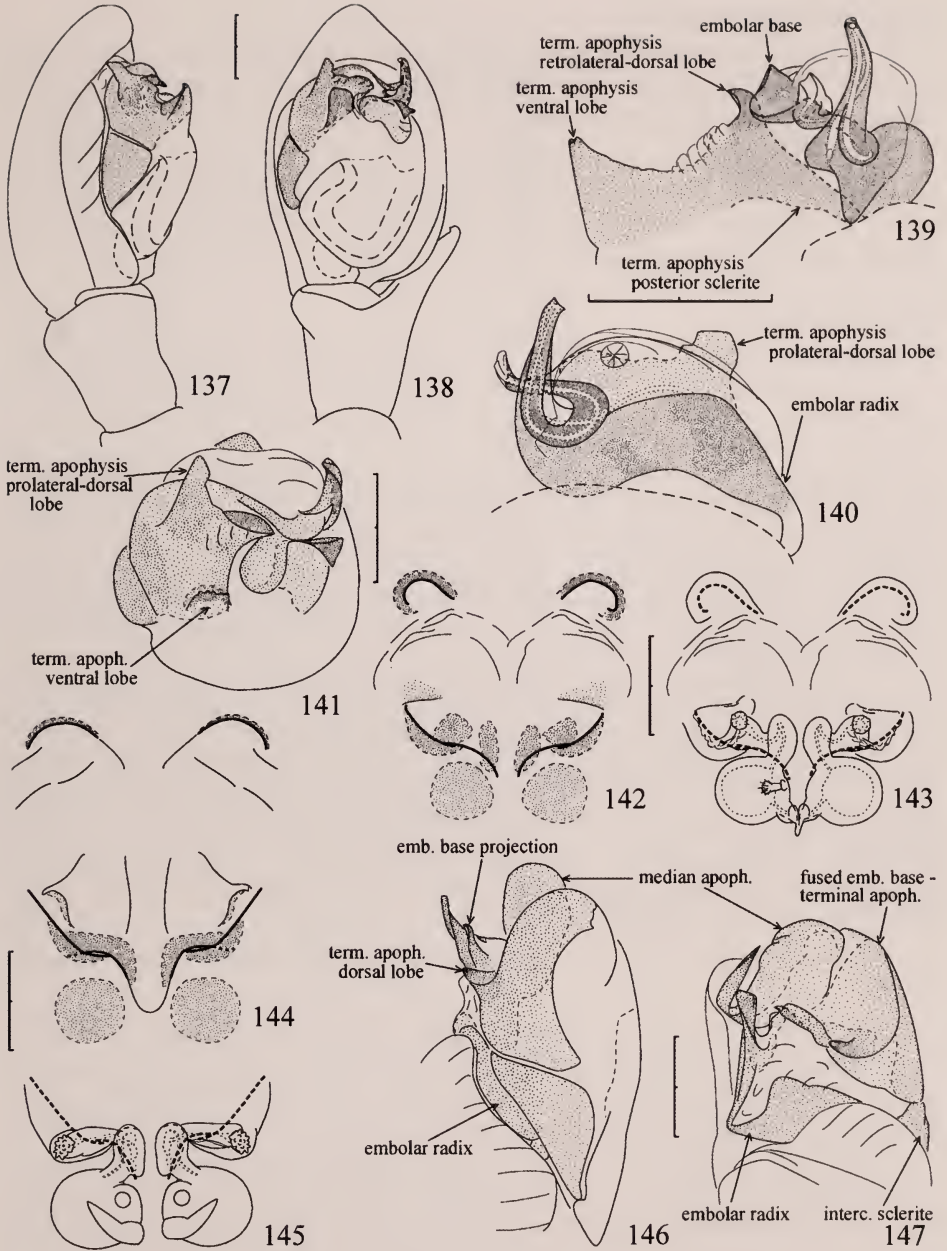 embolar base
term. apophysis
retrolateral-dorsal lobe
term. apophysis
ventral lobe
139
term. apophysis
posterior sclerite
137
138
term. apophysis
prolateral-dorsal lobe
embolar radix
140
term. apophysis
prolateral-dorsal
lobe
term. apoph.
ventral lobe
141
142
143
emb. base projection
median apoph.
fused emb. base -
terminal apoph.
term. apoph.
dorsal lobe
144
embolar radix
145
146
embolar radix
interc. sclerite
147